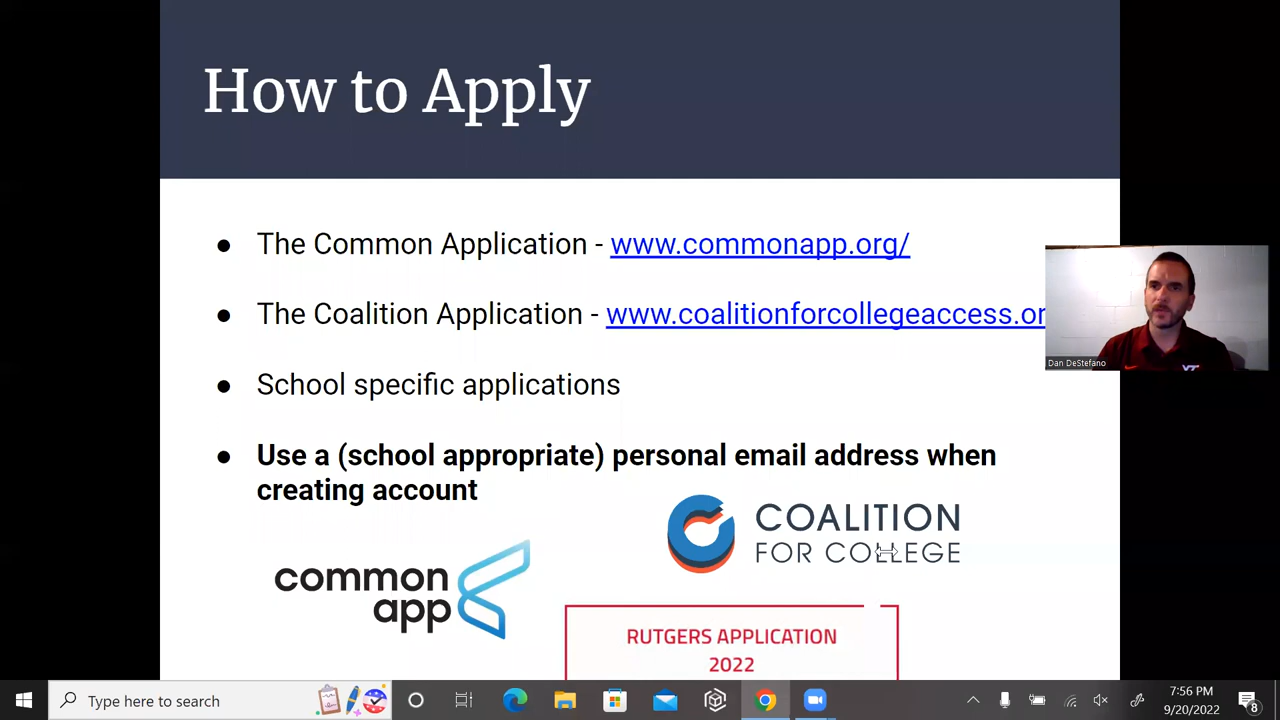 How to Apply
● The Common Application - www.commonapp.org/
● The Coalition Application - www.coalitionforcollegeaccess.or
● School specific applications
● Use a (school appropriate) personal email address when
creating account
COALITION
FOR COLLEGE
common
app
RUTGERS APPLICATION
2022
Dan DeStefano
VT
Type here to search
7:56 PM
9/20/2022
8